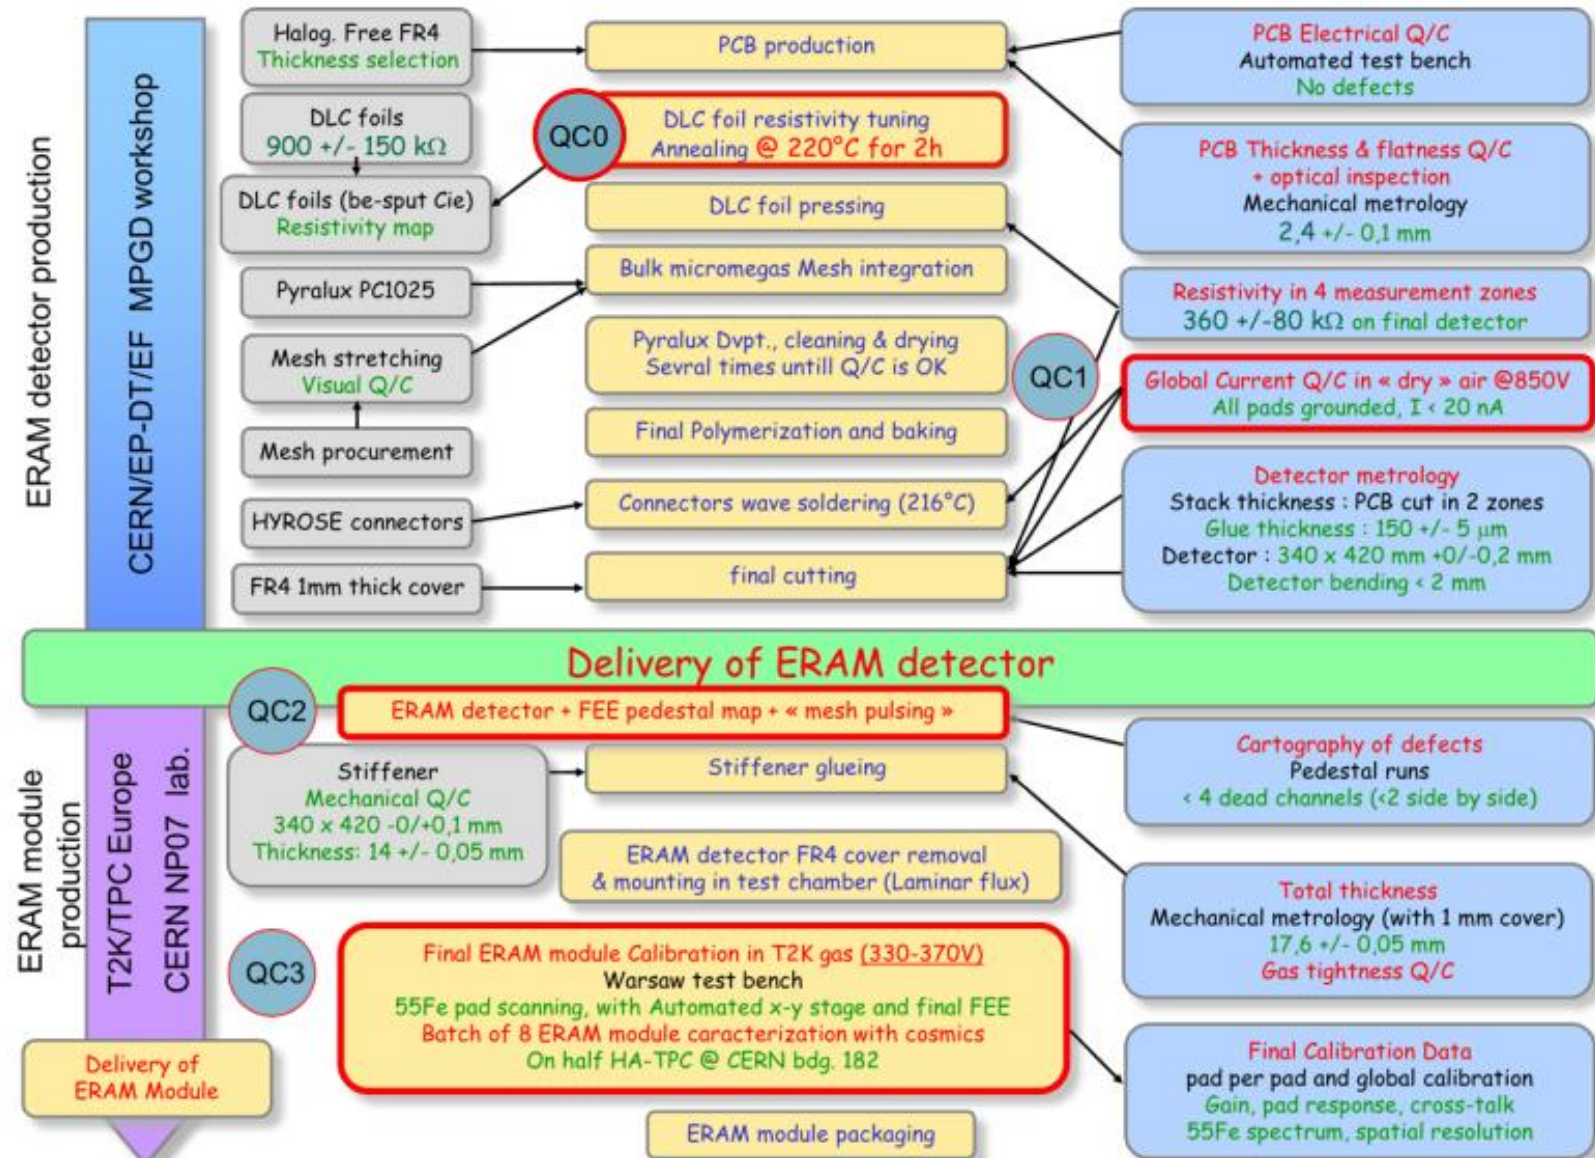 ERAM detector production
CERN/EP-DT/EF MPGD workshop
Halog. Free FR4
Thickness selection
DLC foils
900 +/- 150 kΩ
DLC foils (be-sput Cie)
Resistivity map
Pyralux PC1025
Mesh stretching
Visual Q/C
Mesh procurement
HYROSE connectors
FR4 1mm thick cover
PCB production
QC0
DLC foil resistivity tuning
Annealing @ 220°C for 2h
DLC foil pressing
Bulk micromegas Mesh integration
Pyralux Dvpt., cleaning & drying
Sevral times untill Q/C is OK
QC1
Final Polymerization and baking
Connectors wave soldering (216°C)
final cutting
PCB Electrical Q/C
Automated test bench
No defects
PCB Thickness & flatness Q/C
+ optical inspection
Mechanical metrology
2,4 +/- 0,1 mm
Resistivity in 4 measurement zones
360 +/-80 kΩ on final detector
Global Current Q/C in « dry » air @850V
All pads grounded, I < 20 nA
Detector metrology
Stack thickness : PCB cut in 2 zones
Glue thickness : 150 +/- 5 μm
Detector : 340 x 420 mm +0/-0,2 mm
Detector bending < 2 mm
Delivery of ERAM detector
ERAM module
production
T2K/TPC Europe
CERN NP07 lab.
QC2
ERAM detector + FEE pedestal map + « mesh pulsing »
Stiffener
Mechanical Q/C
340 x 420 -0/+0,1 mm
Thickness: 14 +/- 0,05 mm
Stiffener glueing
ERAM detector FR4 cover removal
& mounting in test chamber (Laminar flux)
QC3
Final ERAM module Calibration in T2K gas (330-370V)
Warsaw test bench
55Fe pad scanning, with Automated x-y stage and final FEE
Batch of 8 ERAM module caracterization with cosmics
On half HA-TPC @ CERN bdg. 182
ERAM module packaging
Cartography of defects
Pedestal runs
< 4 dead channels (<2 side by side)
Total thickness
Mechanical metrology (with 1 mm cover)
17,6 +/- 0,05 mm
Gas tightness Q/C
Final Calibration Data
pad per pad and global calibration
Gain, pad response, cross-talk
55Fe spectrum, spatial resolution
Delivery of
ERAM Module